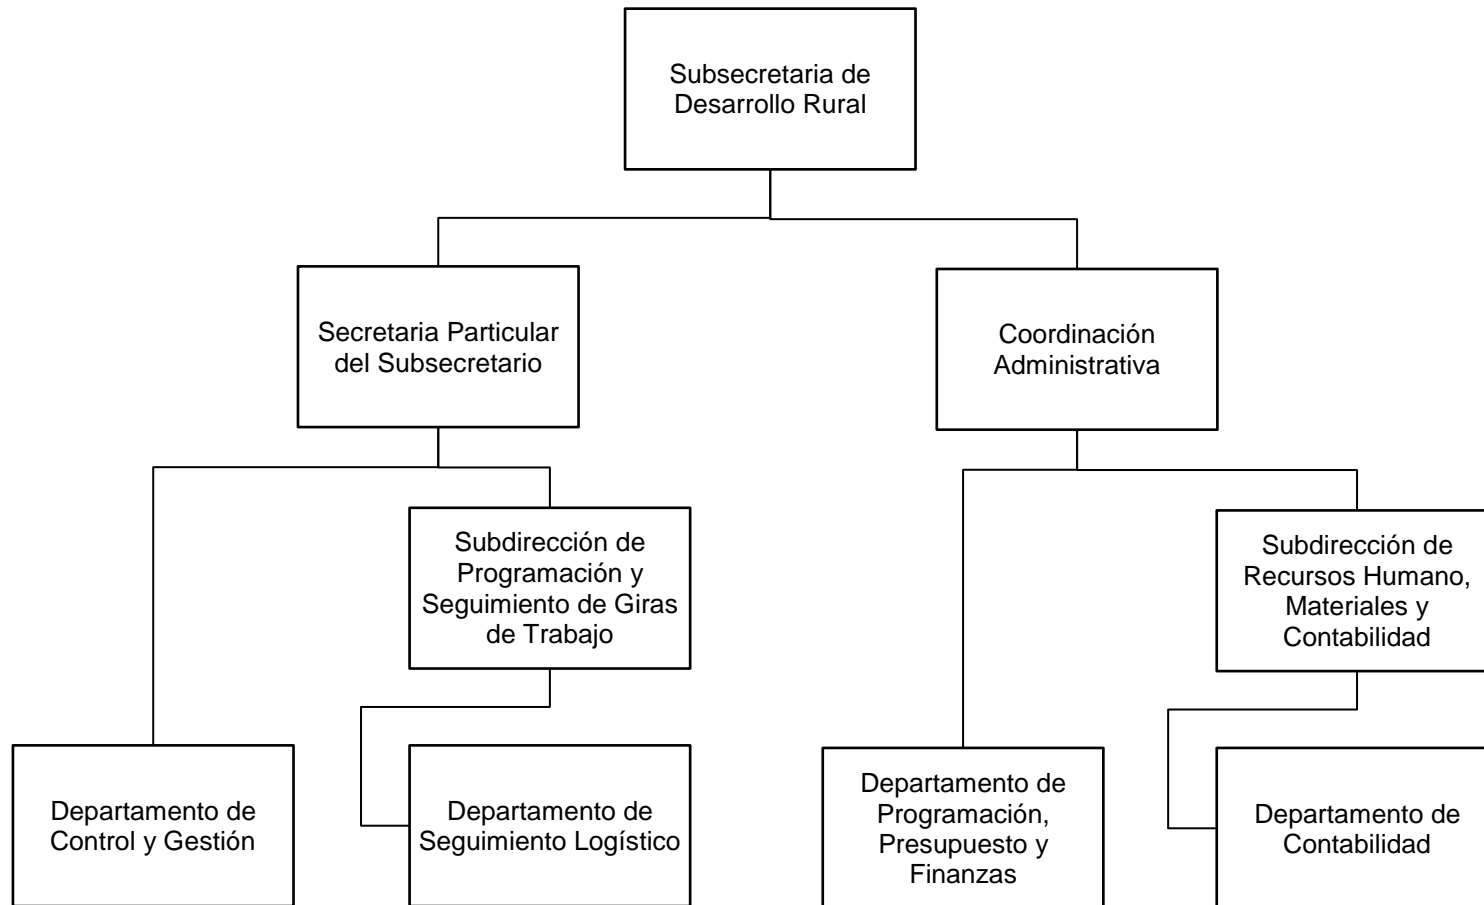 Subsecretaria de
Desarrollo Rural
Secretaria Particular
del Subsecretario
Coordinación
Administrativa
Subdirección de
Programación y
Seguimiento de Giras
de Trabajo
Subdirección de
Recursos Humano,
Materiales y
Contabilidad
Departamento de
Control y Gestión
Departamento de
Seguimiento Logístico
Departamento de
Programación,
Presupuesto y
Finanzas
Departamento de
Contabilidad